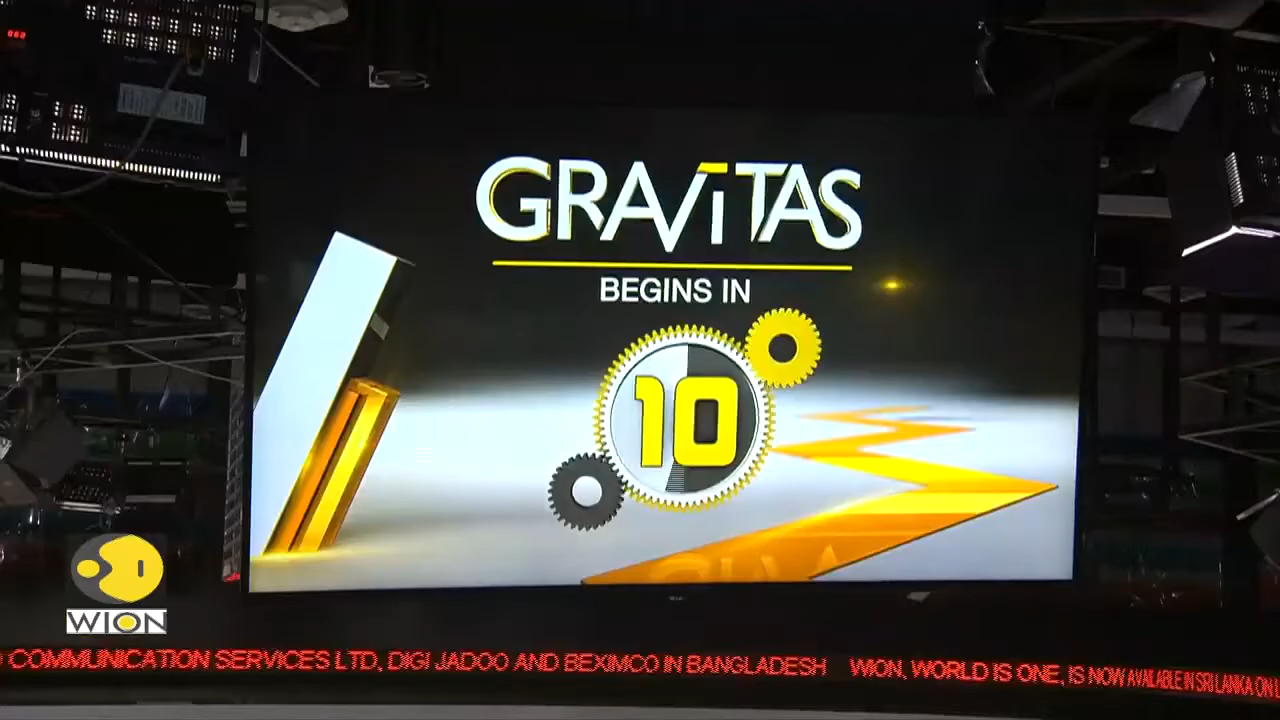 062
GRAVITAS
BEGINS IN
10
WION
COMMUNICATION SERVICES LTD, DIGI JADOO AND BEXIMCO IN BANGLADESH WION, WORLD IS ONE, IS NOW AVAILABLE IN SRI LANKA ON